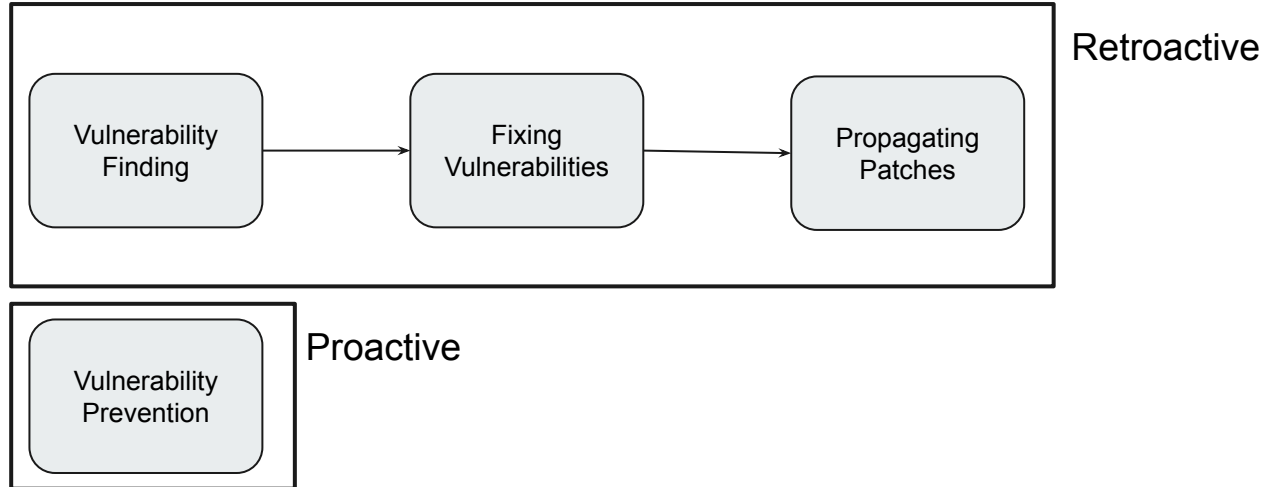 Retroactive
Vulnerability
Finding
Fixing
Vulnerabilities
Propagating
Patches
Proactive
Vulnerability
Prevention